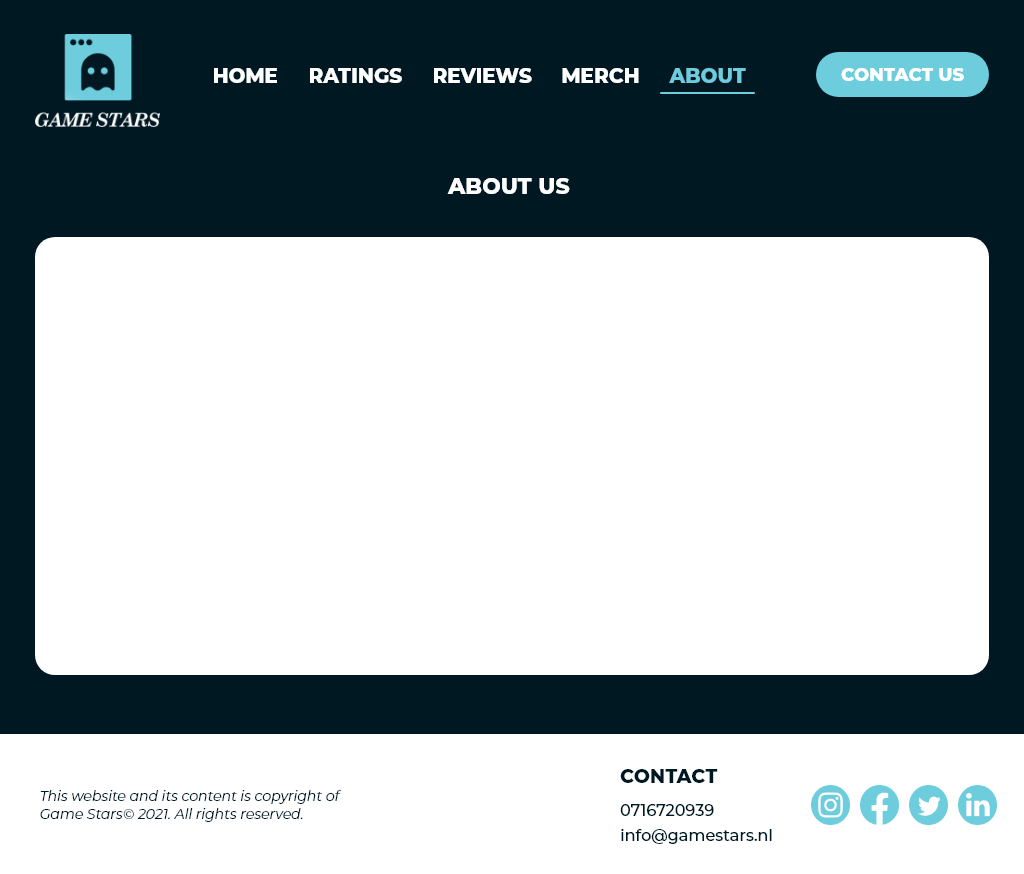 GAME STARS
HOME RATINGS REVIEWS MERCH ABOUT CONTACT US
ABOUT US
This website and its content is copyright of
Game Stars© 2021. All rights reserved.
CONTACT
0716720939
info@gamestars.nl